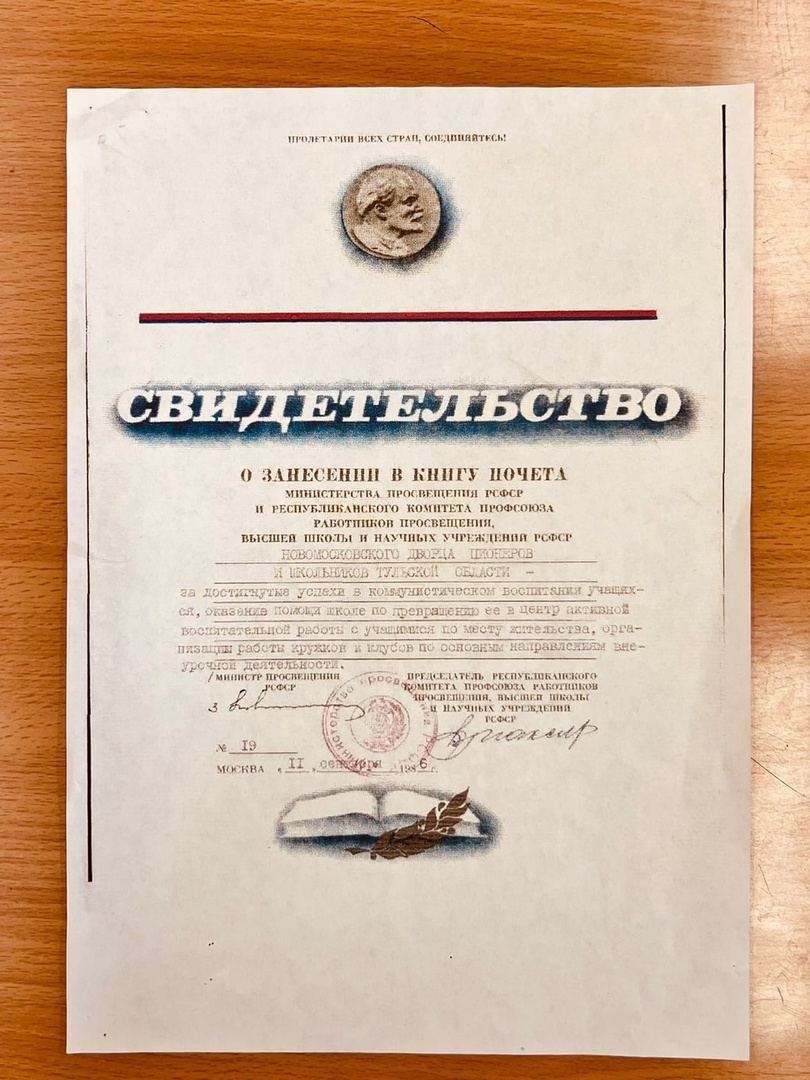 ПРОЛЕТАРИИ ВСЕХ СТРАН, СОЕДИНЯЙТЕСЬ!
СВИДЕТЕЛЬСТВО
О ЗАНЕСЕНИИ В КНИГУ ПОЧЕТА
МИНИСТЕРСТВА ПРОСВЕЩЕНИЯ РСФСР
И РЕСПУБЛИКАНСКОГО КОМИТЕТА ПРОФСОЮЗА
РАБОТНИКОВ ПРОСВЕЩЕНИЯ,
ВЫСШЕЙ ШКОЛЫ И НАУЧНЫХ УЧРЕЖДЕНИЙ РСФСР
НОВОМОСКОВСКОГО ДВОРЦА ПИОНЕРОВ
И ШКОЛЬНИКОВ ТУЛЬСКОЙ ОБЛАСТИ –
за достигнутые успехи в коммунистическом воспитании учащих-
ся, оказание помощи школе по превращению ее в центр активной
воспитательной работы с учащимися по месту жительства, орга-
низации работы кружков и клубов по основным направлениям вне-
урочной деятельности.
МИНИСТР ПРОСВЕЩЕНИЯ
РСФСР
ПРЕДСЕДАТЕЛЬ РЕСПУБЛИКАНСКОГО
КОМИТЕТА ПРОФСОЮЗА РАБОТНИКОВ
ПРОСВЕЩЕНИЯ, ВЫСШЕЙ ШКОЛЫ
И НАУЧНЫХ УЧРЕЖДЕНИЙ
РСФСР
министерство просвещения
№ 19
МОСКВА „II„ сентября 1986 г.